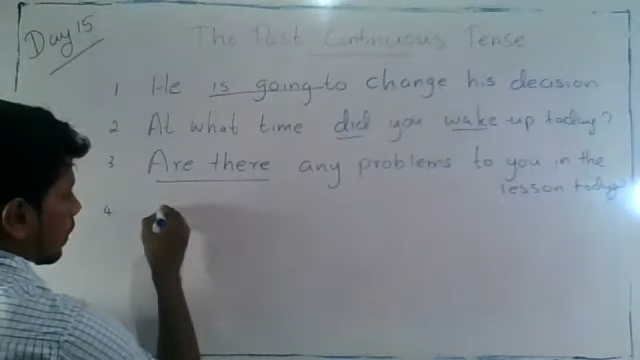 Day 15
The Past Continuous Tense
1 He is going to change his decision
2 At what time did you wake up today?
3 Are there any problems to you in the
lesson today
4